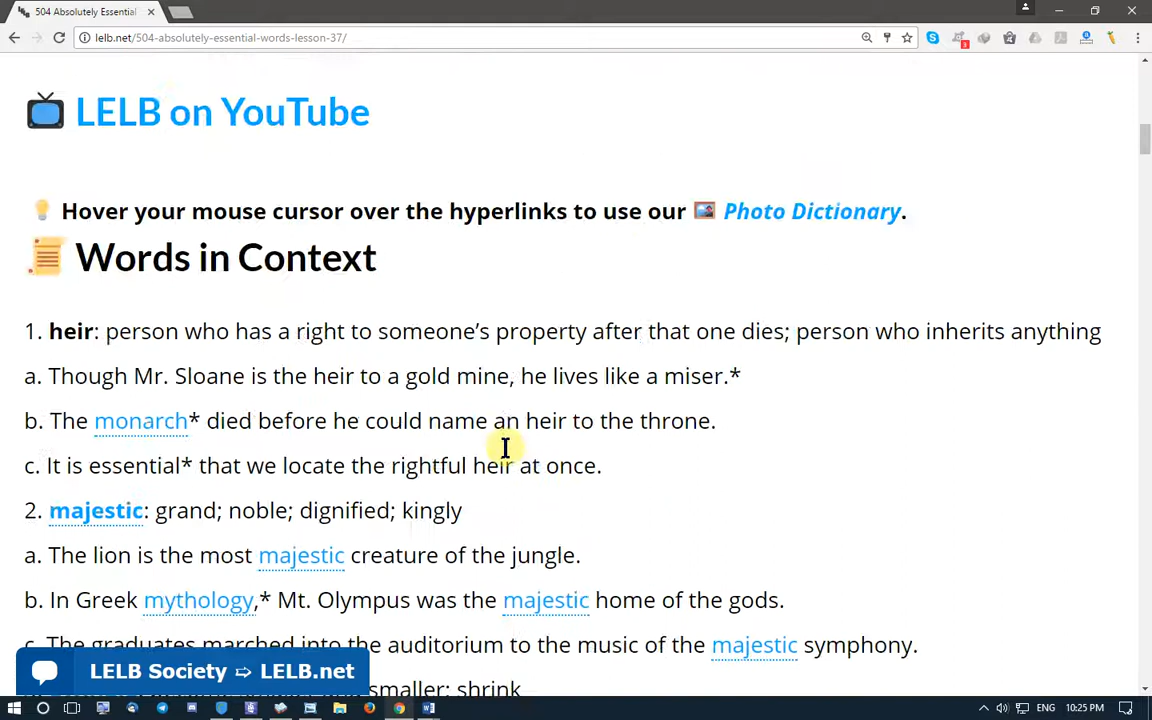 504 Absolutely Essential
lelb.net/504-absolutely-essential-words-lesson-37/
3
LELB on YouTube
Hover your mouse cursor over the hyperlinks to use our Photo Dictionary.
Words in Context
1. heir: person who has a right to someone’s property after that one dies; person who inherits anything
a. Though Mr. Sloane is the heir to a gold mine, he lives like a miser.*
b. The monarch* died before he could name an heir to the throne.
c. It is essential* that we locate the rightful heir at once.
2. majestic: grand; noble; dignified; kingly
a. The lion is the most majestic creature of the jungle.
b. In Greek mythology,* Mt. Olympus was the majestic home of the gods.
c. The graduates marched into the auditorium to the music of the majestic symphony.
smaller; shrink
LELB Society ⇨ LELB.net
ENG 10:25 PM